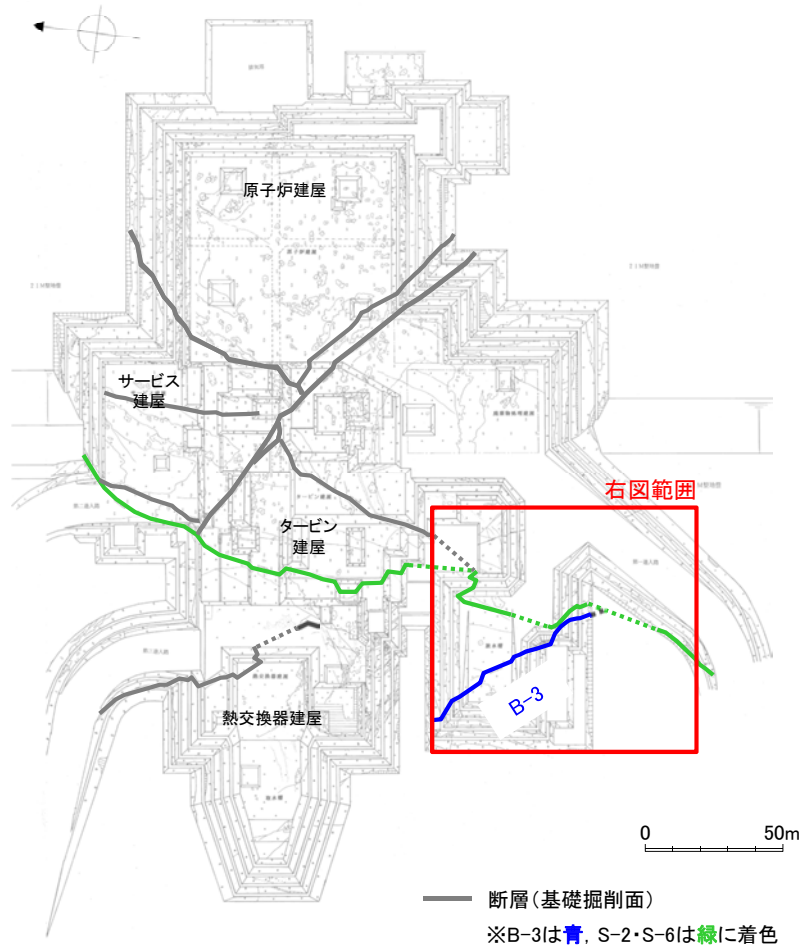 原子炉建屋
サービス
建屋
右図範囲
タービン
建屋
B-3
熱交換器建屋
0 50m
断層(基礎掘削面)
※B-3は青, S-2・S-6は緑に着色